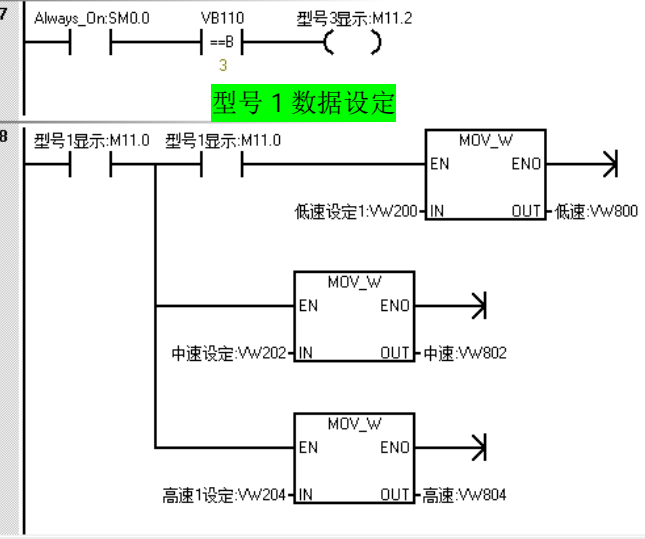 7
Always_On:SM0.0 VB110 型号3显示:M11.2
==B
3
型号 1 数据设定
8
型号1显示:M11.0 型号1显示:M11.0 MOV_W
EN ENO
低速设定1:VW200 IN OUT 低速:VW800
MOV_W
EN ENO
中速设定:VW202 IN OUT 中速:VW802
MOV_W
EN ENO
高速1设定:VW204 IN OUT 高速:VW804